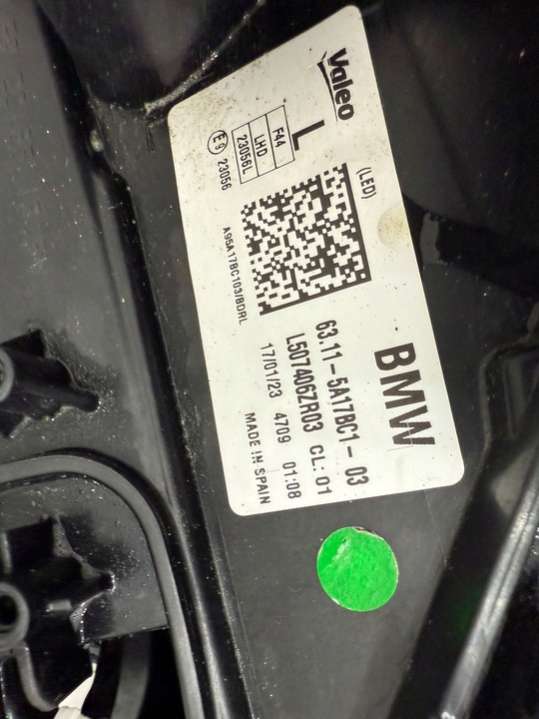 Valeo
L
(LED)
F44
LHD
23056L
E9 23056
A95A17BC103/BDRL
BMW
63.11-5A17BC1-03
L507406ZR03 CL: 01
17/01/23 4709 01:08
MADE IN SPAIN